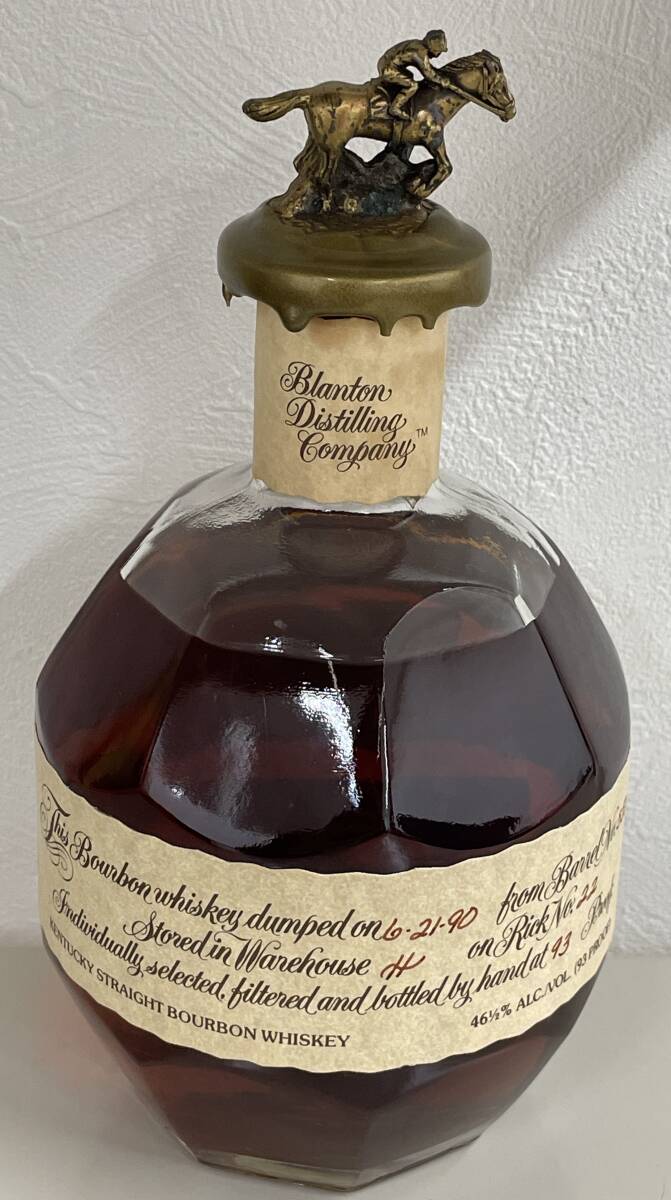 Blanton
Distilling
Company™
This Bourbon whiskey dumped on 6-21-90 from Barrel No.
Stored in Warehouse H on Rick No. 22
Individually selected, filtered and bottled by hand at 93 Proof
KENTUCKY STRAIGHT BOURBON WHISKEY 46½% ALC./VOL. (93 PROOF